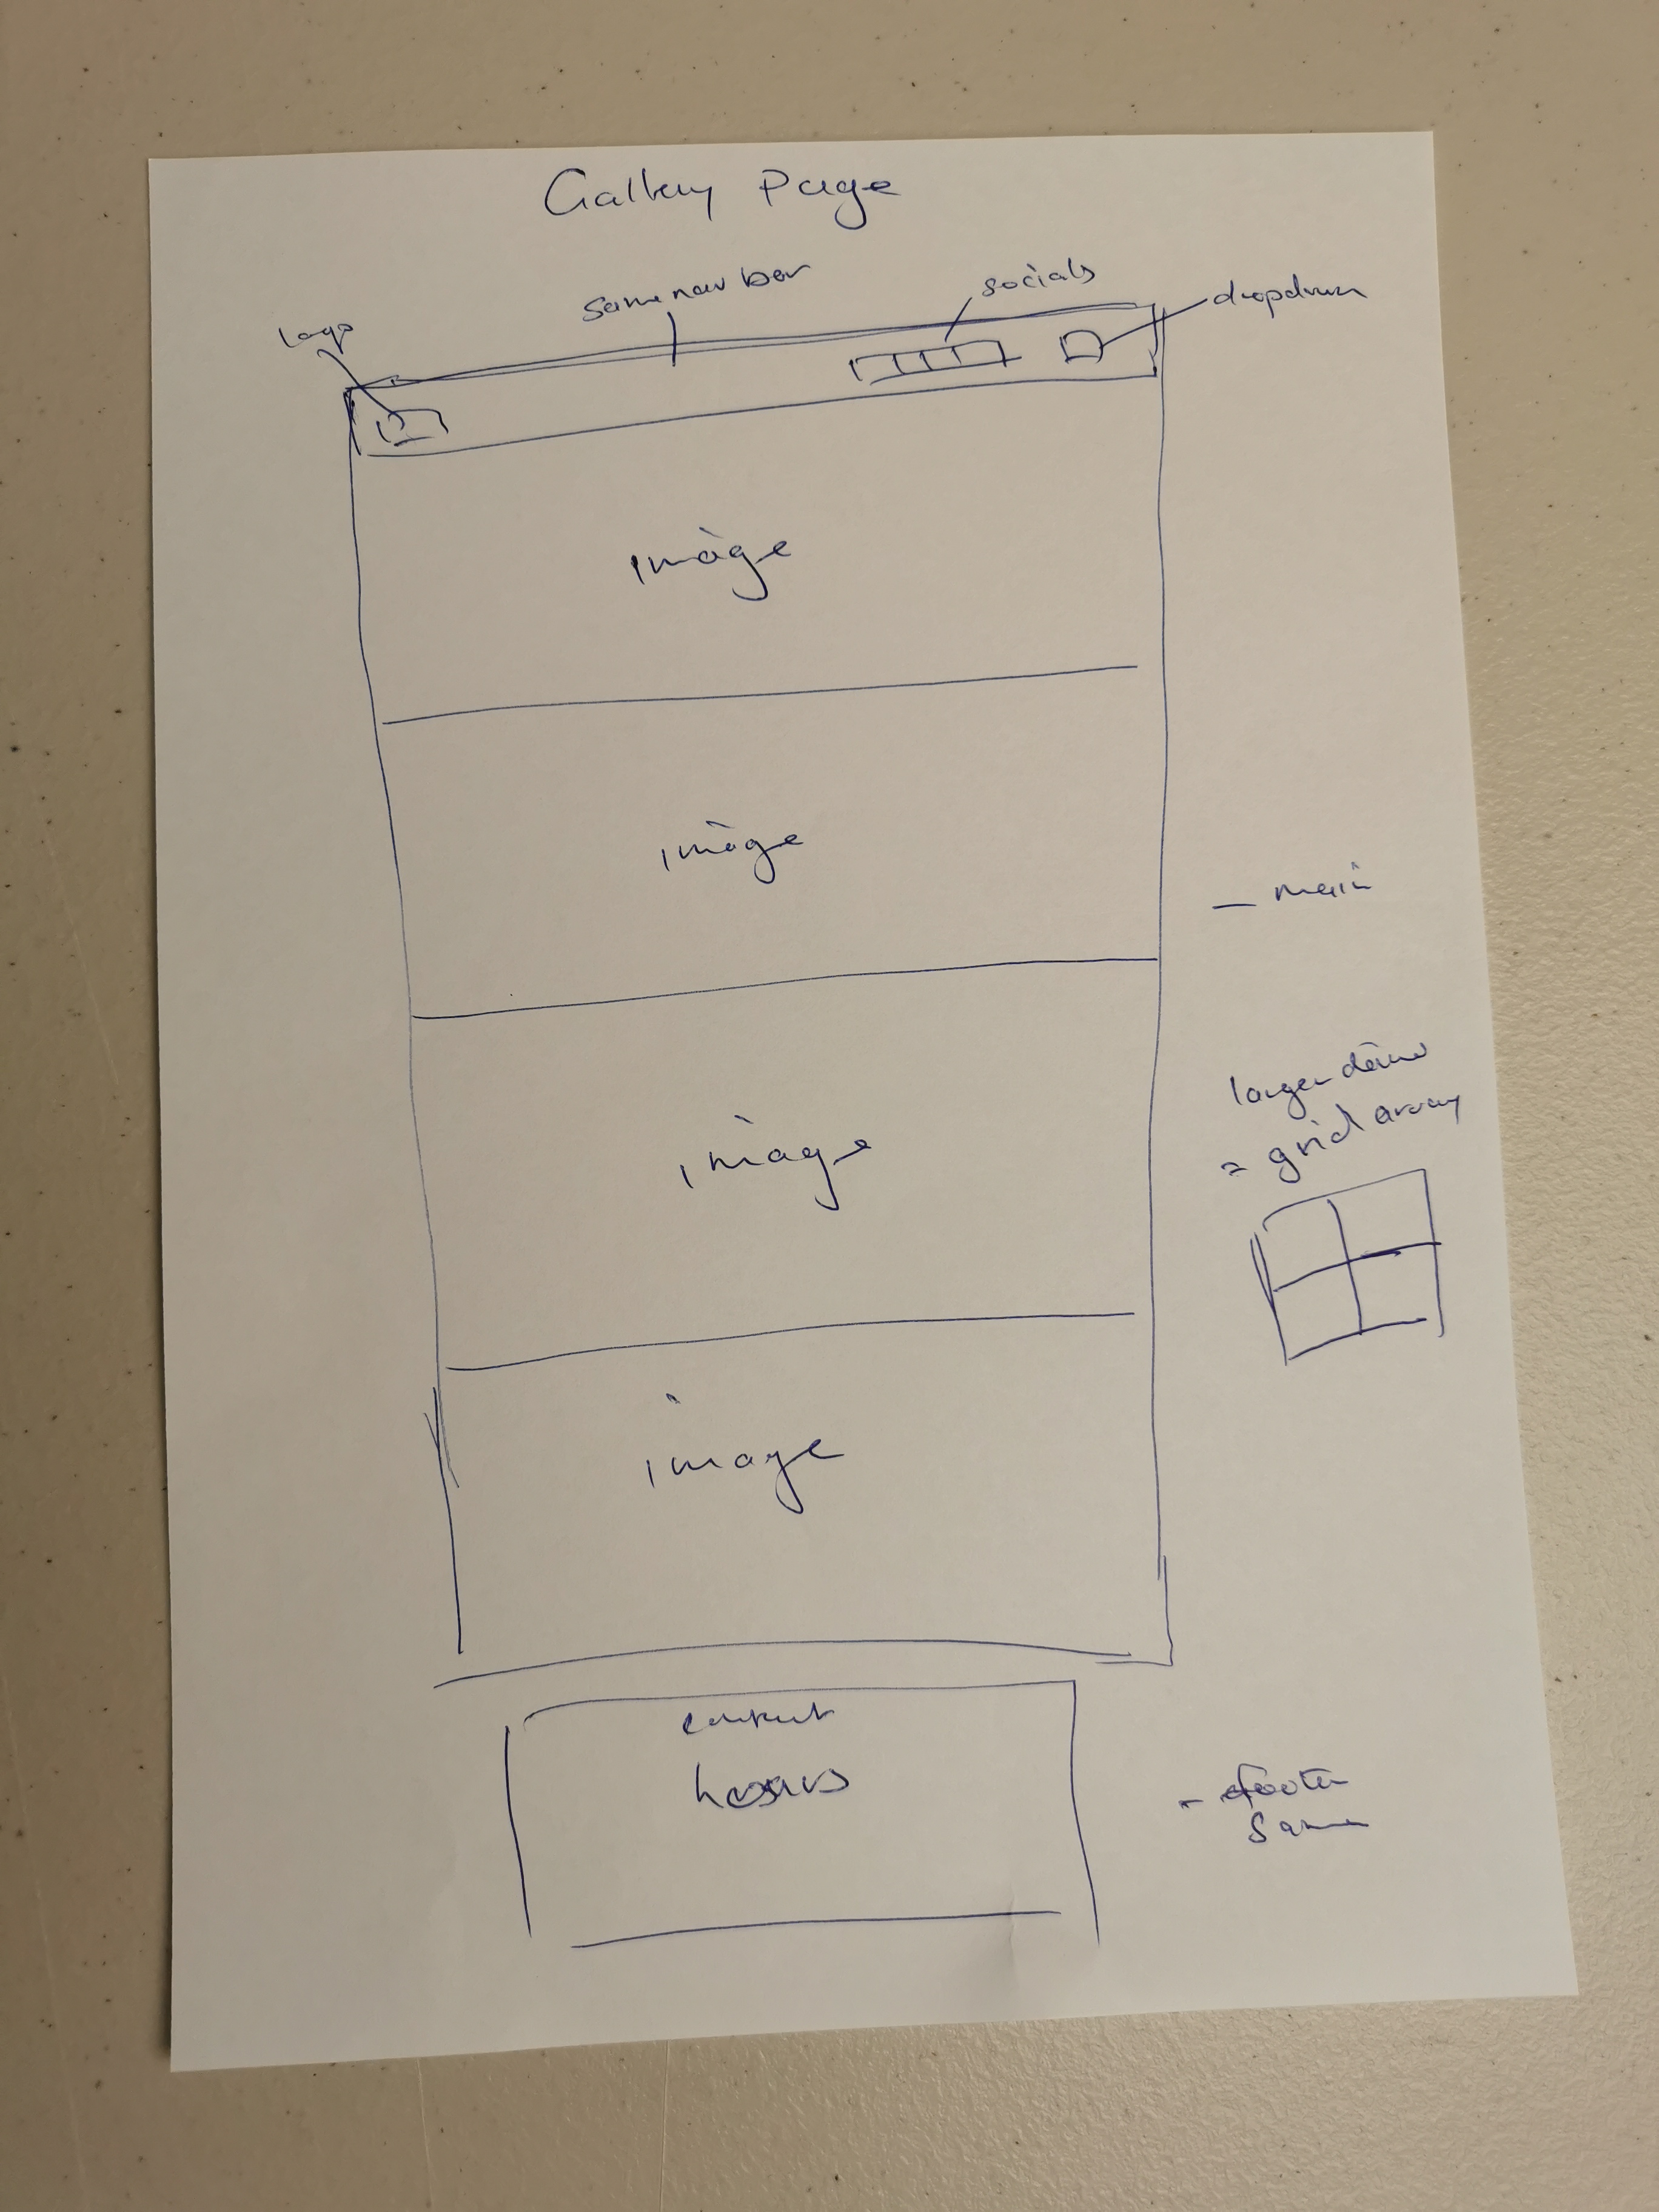 Gallery Page
same nav bar
socials
dropdown
logo
image
image
- main
image
larger
= grid array
image
contact
hours
- footer
same